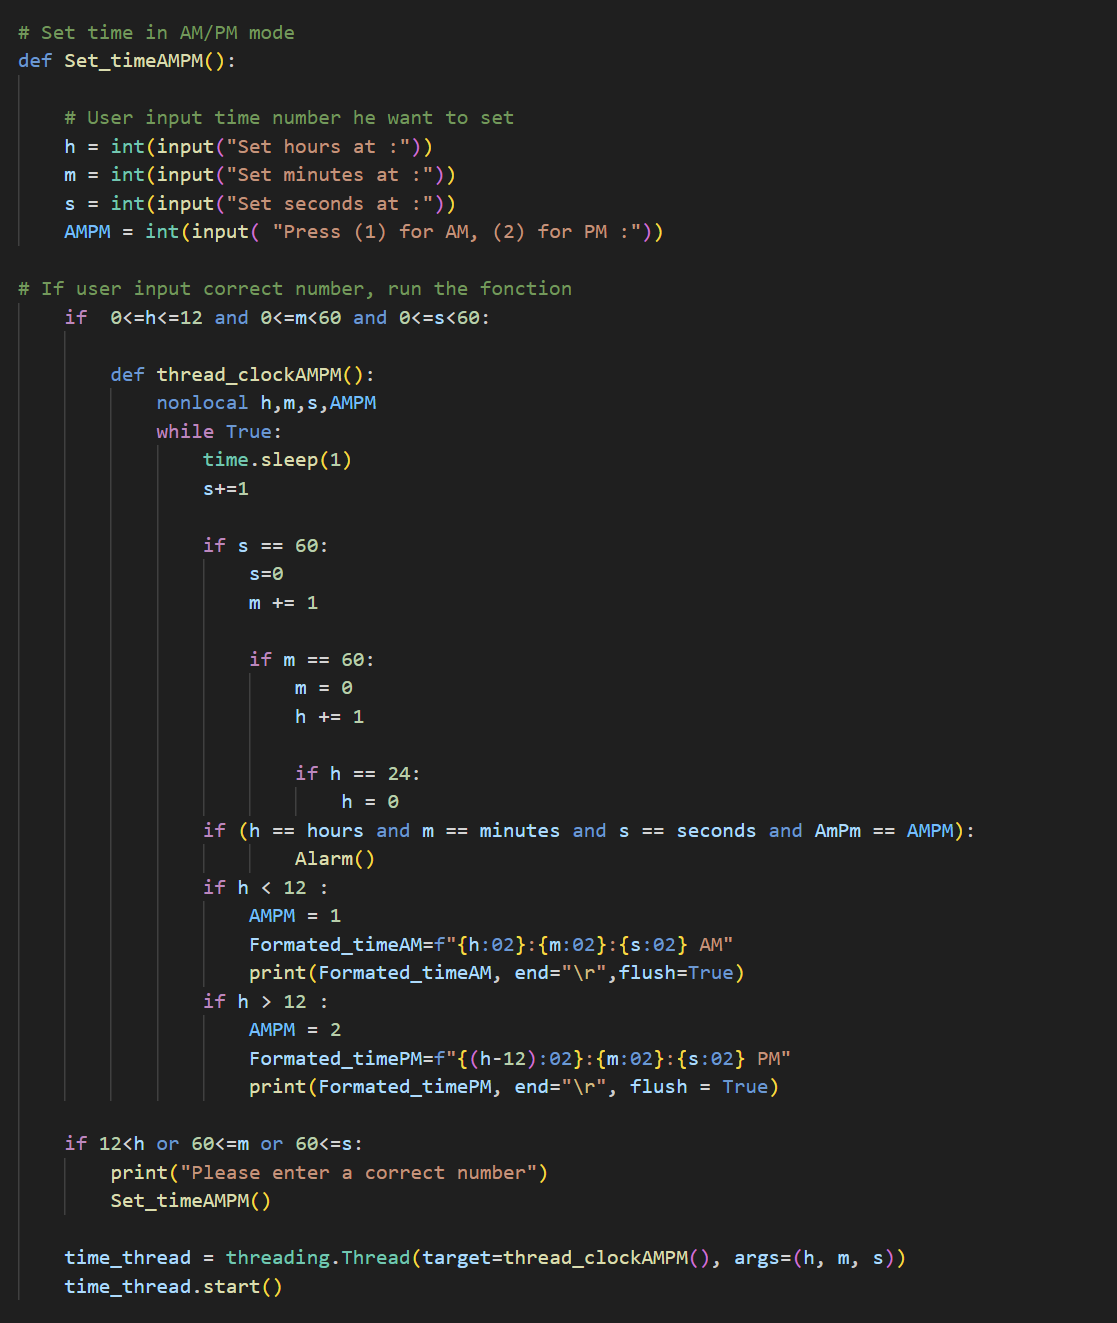 # Set time in AM/PM mode
def Set_timeAMPM():
# User input time number he want to set
h = int(input("Set hours at :"))
m = int(input("Set minutes at :"))
s = int(input("Set seconds at :"))
AMPM = int(input( "Press (1) for AM, (2) for PM :"))
# If user input correct number, run the fonction
if  0<=h<=12 and 0<=m<60 and 0<=s<60:
def thread_clockAMPM():
nonlocal h,m,s,AMPM
while True:
time.sleep(1)
s+=1
if s == 60:
s=0
m += 1
if m == 60:
m = 0
h += 1
if h == 24:
h = 0
if (h == hours and m == minutes and s == seconds and AmPm == AMPM):
Alarm()
if h < 12 :
AMPM = 1
Formated_timeAM=f"{h:02}:{m:02}:{s:02} AM"
print(Formated_timeAM, end="\r",flush=True)
if h > 12 :
AMPM = 2
Formated_timePM=f"{(h-12):02}:{m:02}:{s:02} PM"
print(Formated_timePM, end="\r", flush = True)
if 12<h or 60<=m or 60<=s:
print("Please enter a correct number")
Set_timeAMPM()
time_thread = threading.Thread(target=thread_clockAMPM(), args=(h, m, s))
time_thread.start()